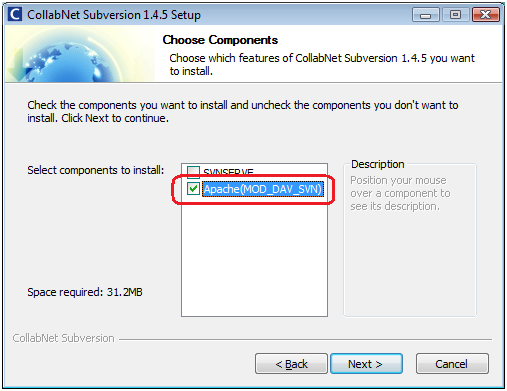 CollabNet Subversion 1.4.5 Setup
Choose Components
Choose which features of CollabNet Subversion 1.4.5 you want
to install.
Check the components you want to install and uncheck the components you don't want to
install. Click Next to continue.
Select components to install:
SVNSERVE
Apache(MOD_DAV_SVN)
Description
Position your mouse
over a component to
see its description.
Space required: 31.2MB
CollabNet Subversion
< Back
Next >
Cancel